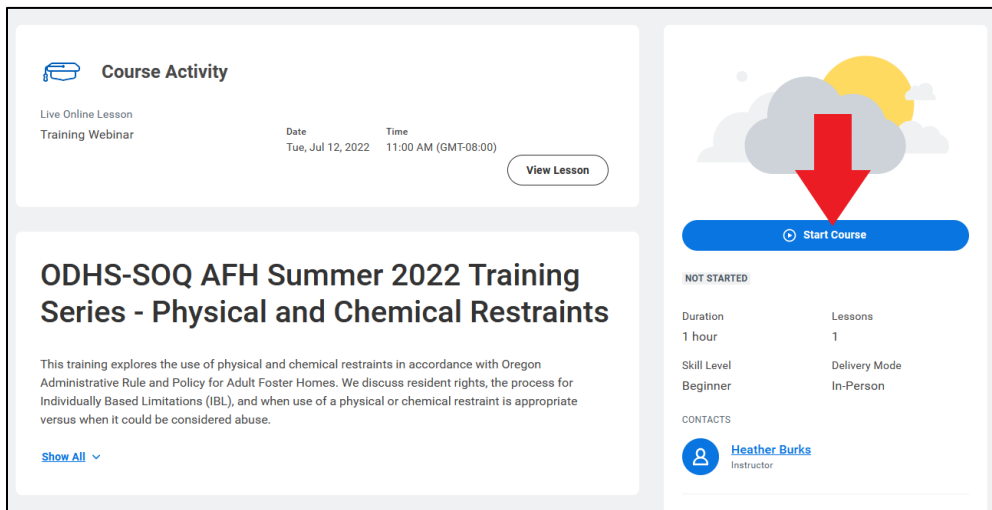 Course Activity
Live Online Lesson
Training Webinar
Date
Tue, Jul 12, 2022
Time
11:00 AM (GMT-08:00)
View Lesson
ODHS-SOQ AFH Summer 2022 Training
Series - Physical and Chemical Restraints
This training explores the use of physical and chemical restraints in accordance with Oregon
Administrative Rule and Policy for Adult Foster Homes. We discuss resident rights, the process for
Individually Based Limitations (IBL), and when use of a physical or chemical restraint is appropriate
versus when it could be considered abuse.
Show All
Start Course
NOT STARTED
Duration
1 hour
Lessons
1
Skill Level
Beginner
Delivery Mode
In-Person
CONTACTS
Heather Burks
Instructor